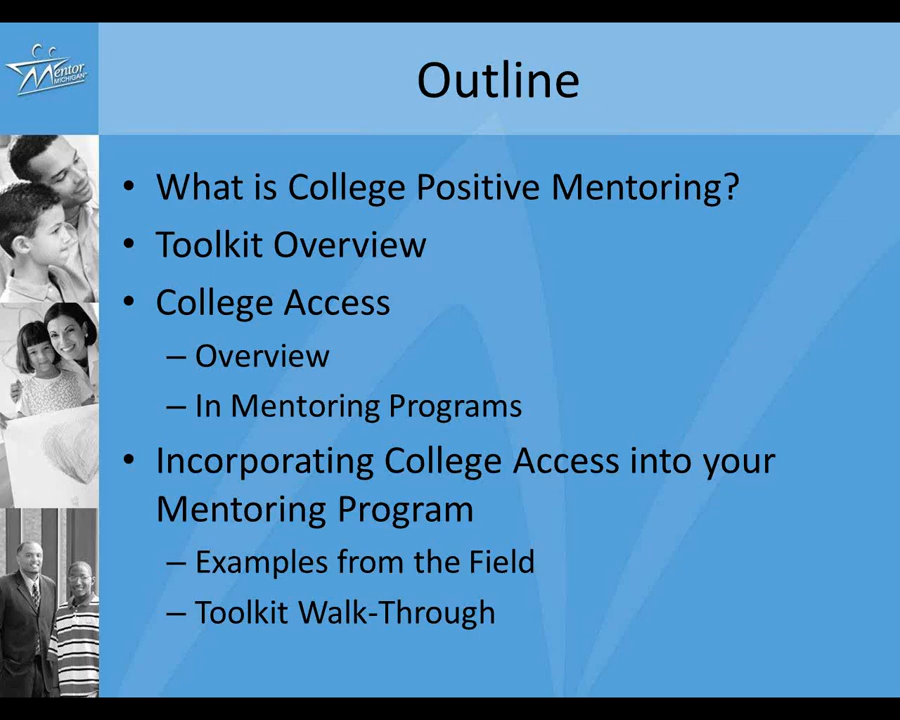 Mentor
MICHIGAN
Outline
• What is College Positive Mentoring?
• Toolkit Overview
• College Access
– Overview
– In Mentoring Programs
• Incorporating College Access into your
Mentoring Program
– Examples from the Field
– Toolkit Walk-Through